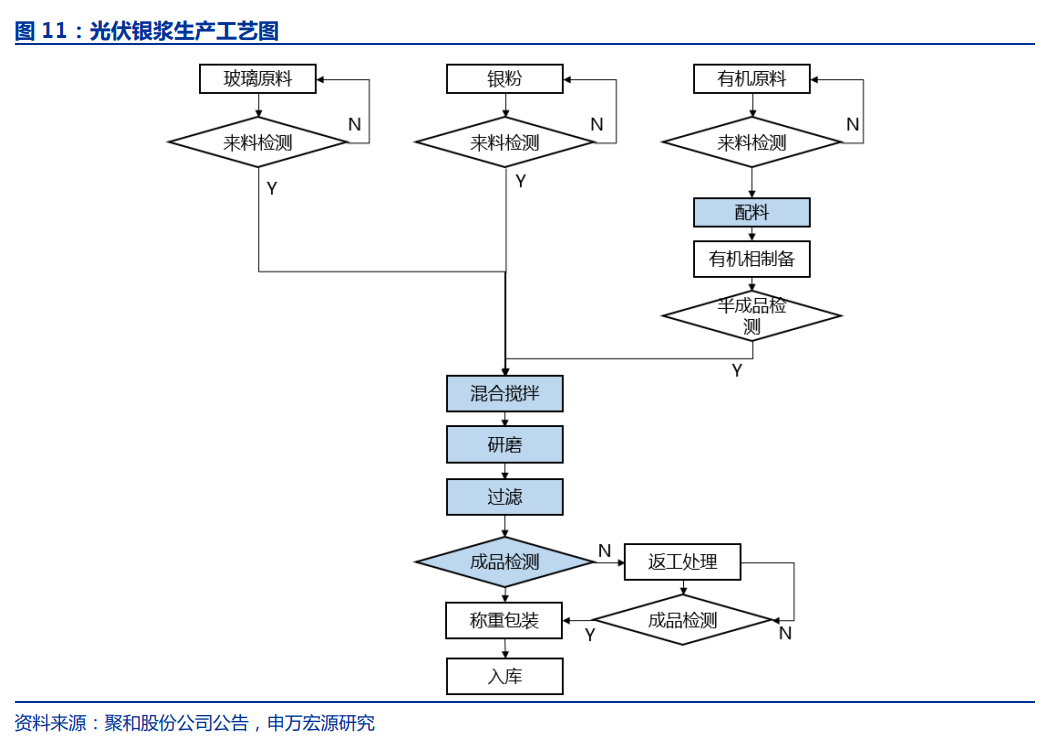 图 11：光伏银浆生产工艺图
玻璃原料
银粉
有机原料
来料检测
N
来料检测
N
来料检测
N
Y
Y
配料
有机相制备
半成品检
测
Y
混合搅拌
研磨
过滤
成品检测
N
返工处理
称重包装
Y
成品检测
N
入库
资料来源：聚和股份公司公告，申万宏源研究